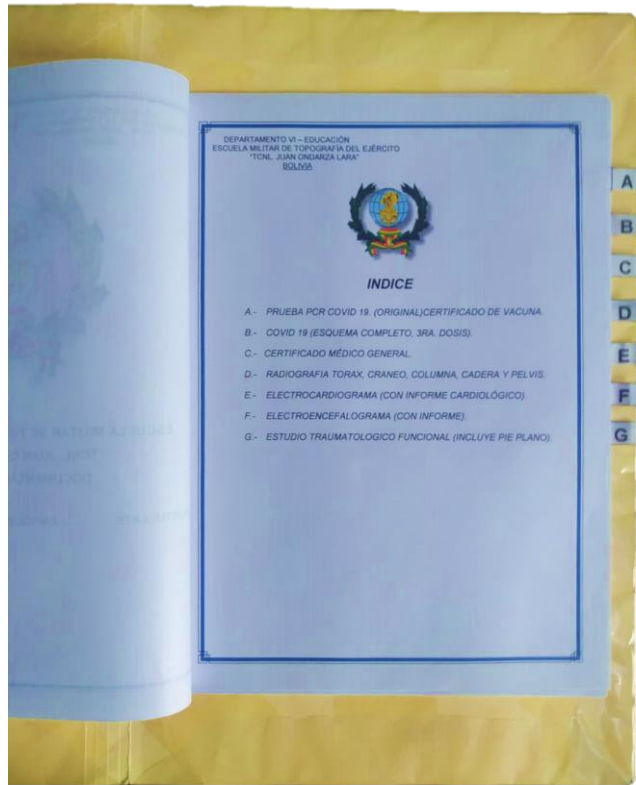 DEPARTAMENTO VI – EDUCACIÓN
ESCUELA MILITAR DE TOPOGRAFÍA DEL EJÉRCITO
"TCNL. JUAN ONDARZA LARA"
BOLIVIA
INDICE
A.- PRUEBA PCR COVID 19. (ORIGINAL)CERTIFICADO DE VACUNA.
B.- COVID 19 (ESQUEMA COMPLETO, 3RA. DOSIS).
C.- CERTIFICADO MÉDICO GENERAL.
D.- RADIOGRAFIA TORAX, CRANEO, COLUMNA, CADERA Y PELVIS.
E.- ELECTROCARDIOGRAMA (CON INFORME CARDIOLÓGICO).
F.- ELECTROENCEFALOGRAMA (CON INFORME).
G.- ESTUDIO TRAUMATOLOGICO FUNCIONAL (INCLUYE PIE PLANO).
A
B
C
D
E
F
G